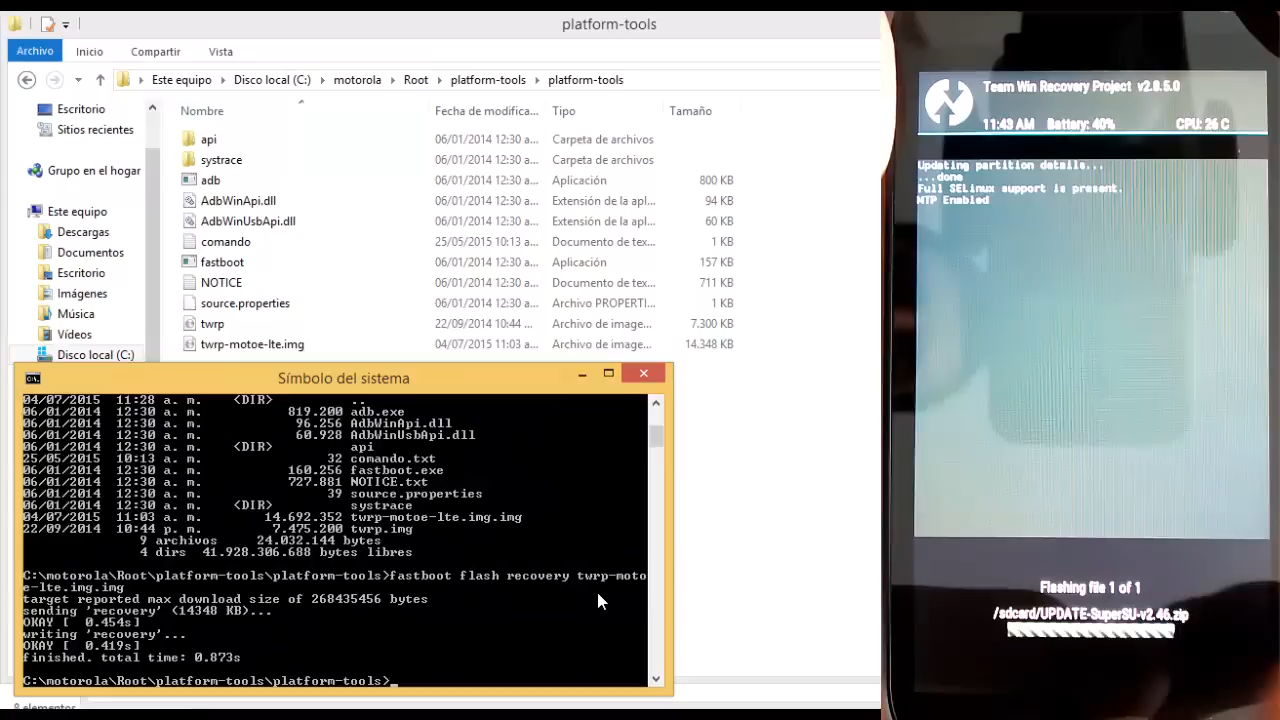 platform-tools
Archivo Inicio Compartir Vista
Este equipo Disco local (C:) motorola Root platform-tools platform-tools
Escritorio
Sitios recientes
Grupo en el hogar
Este equipo
Descargas
Documentos
Escritorio
Imágenes
Música
Vídeos
Disco local (C:)
Nombre Fecha de modifica... Tipo Tamaño
api 06/01/2014 12:30 a... Carpeta de archivos
systrace 06/01/2014 12:30 a... Carpeta de archivos
adb 06/01/2014 12:30 a... Aplicación 800 KB
AdbWinApi.dll 06/01/2014 12:30 a... Extensión de la apl... 94 KB
AdbWinUsbApi.dll 06/01/2014 12:30 a... Extensión de la apl... 60 KB
comando 25/05/2015 10:13 a... Documento de tex... 1 KB
fastboot 06/01/2014 12:30 a... Aplicación 157 KB
NOTICE 06/01/2014 12:30 a... Documento de tex... 711 KB
source.properties 06/01/2014 12:30 a... Archivo PROPERTI... 1 KB
twrp 22/09/2014 10:44 ... Archivo de image... 7.300 KB
twrp-motoe-lte.img 04/07/2015 11:03 a... Archivo de image... 14.348 KB
Símbolo del sistema
04/07/2015 11:28 a. m. <DIR> ..
06/01/2014 12:30 a. m. 819.200 adb.exe
06/01/2014 12:30 a. m. 96.256 AdbWinApi.dll
06/01/2014 12:30 a. m. 60.928 AdbWinUsbApi.dll
06/01/2014 12:30 a. m. <DIR> api
25/05/2015 10:13 a. m. 32 comando.txt
06/01/2014 12:30 a. m. 160.256 fastboot.exe
06/01/2014 12:30 a. m. 727.881 NOTICE.txt
06/01/2014 12:30 a. m. 39 source.properties
06/01/2014 12:30 a. m. <DIR> systrace
04/07/2015 11:03 a. m. 14.692.352 twrp-motoe-lte.img.img
22/09/2014 10:44 p. m. 7.475.200 twrp.img
9 archivos 24.032.144 bytes
4 dirs 41.928.306.688 bytes libres
C:\motorola\Root\platform-tools\platform-tools>fastboot flash recovery twrp-moto
e-lte.img.img
target reported max download size of 268435456 bytes
sending 'recovery' (14348 KB)...
OKAY [ 0.454s]
writing 'recovery'...
OKAY [ 0.419s]
finished. total time: 0.873s
C:\motorola\Root\platform-tools\platform-tools>_
8 elementos
Team Win Recovery Project v2.8.5.0
11:43 AM Battery: 40% CPU: 26 C
Updating partition details...
...done
Full SELinux support is present.
MTP Enabled
Flashing file 1 of 1
/sdcard/UPDATE-SuperSU-v2.46.zip